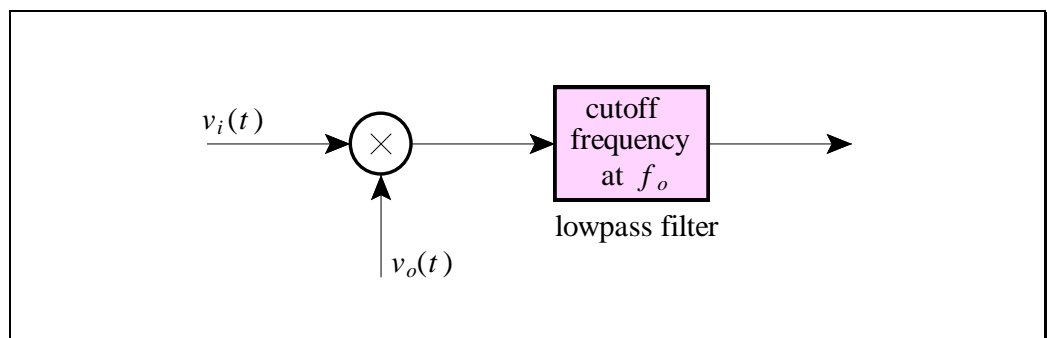 v_i(t)
×
cutoff
frequency
at f_o
lowpass filter
v_o(t)